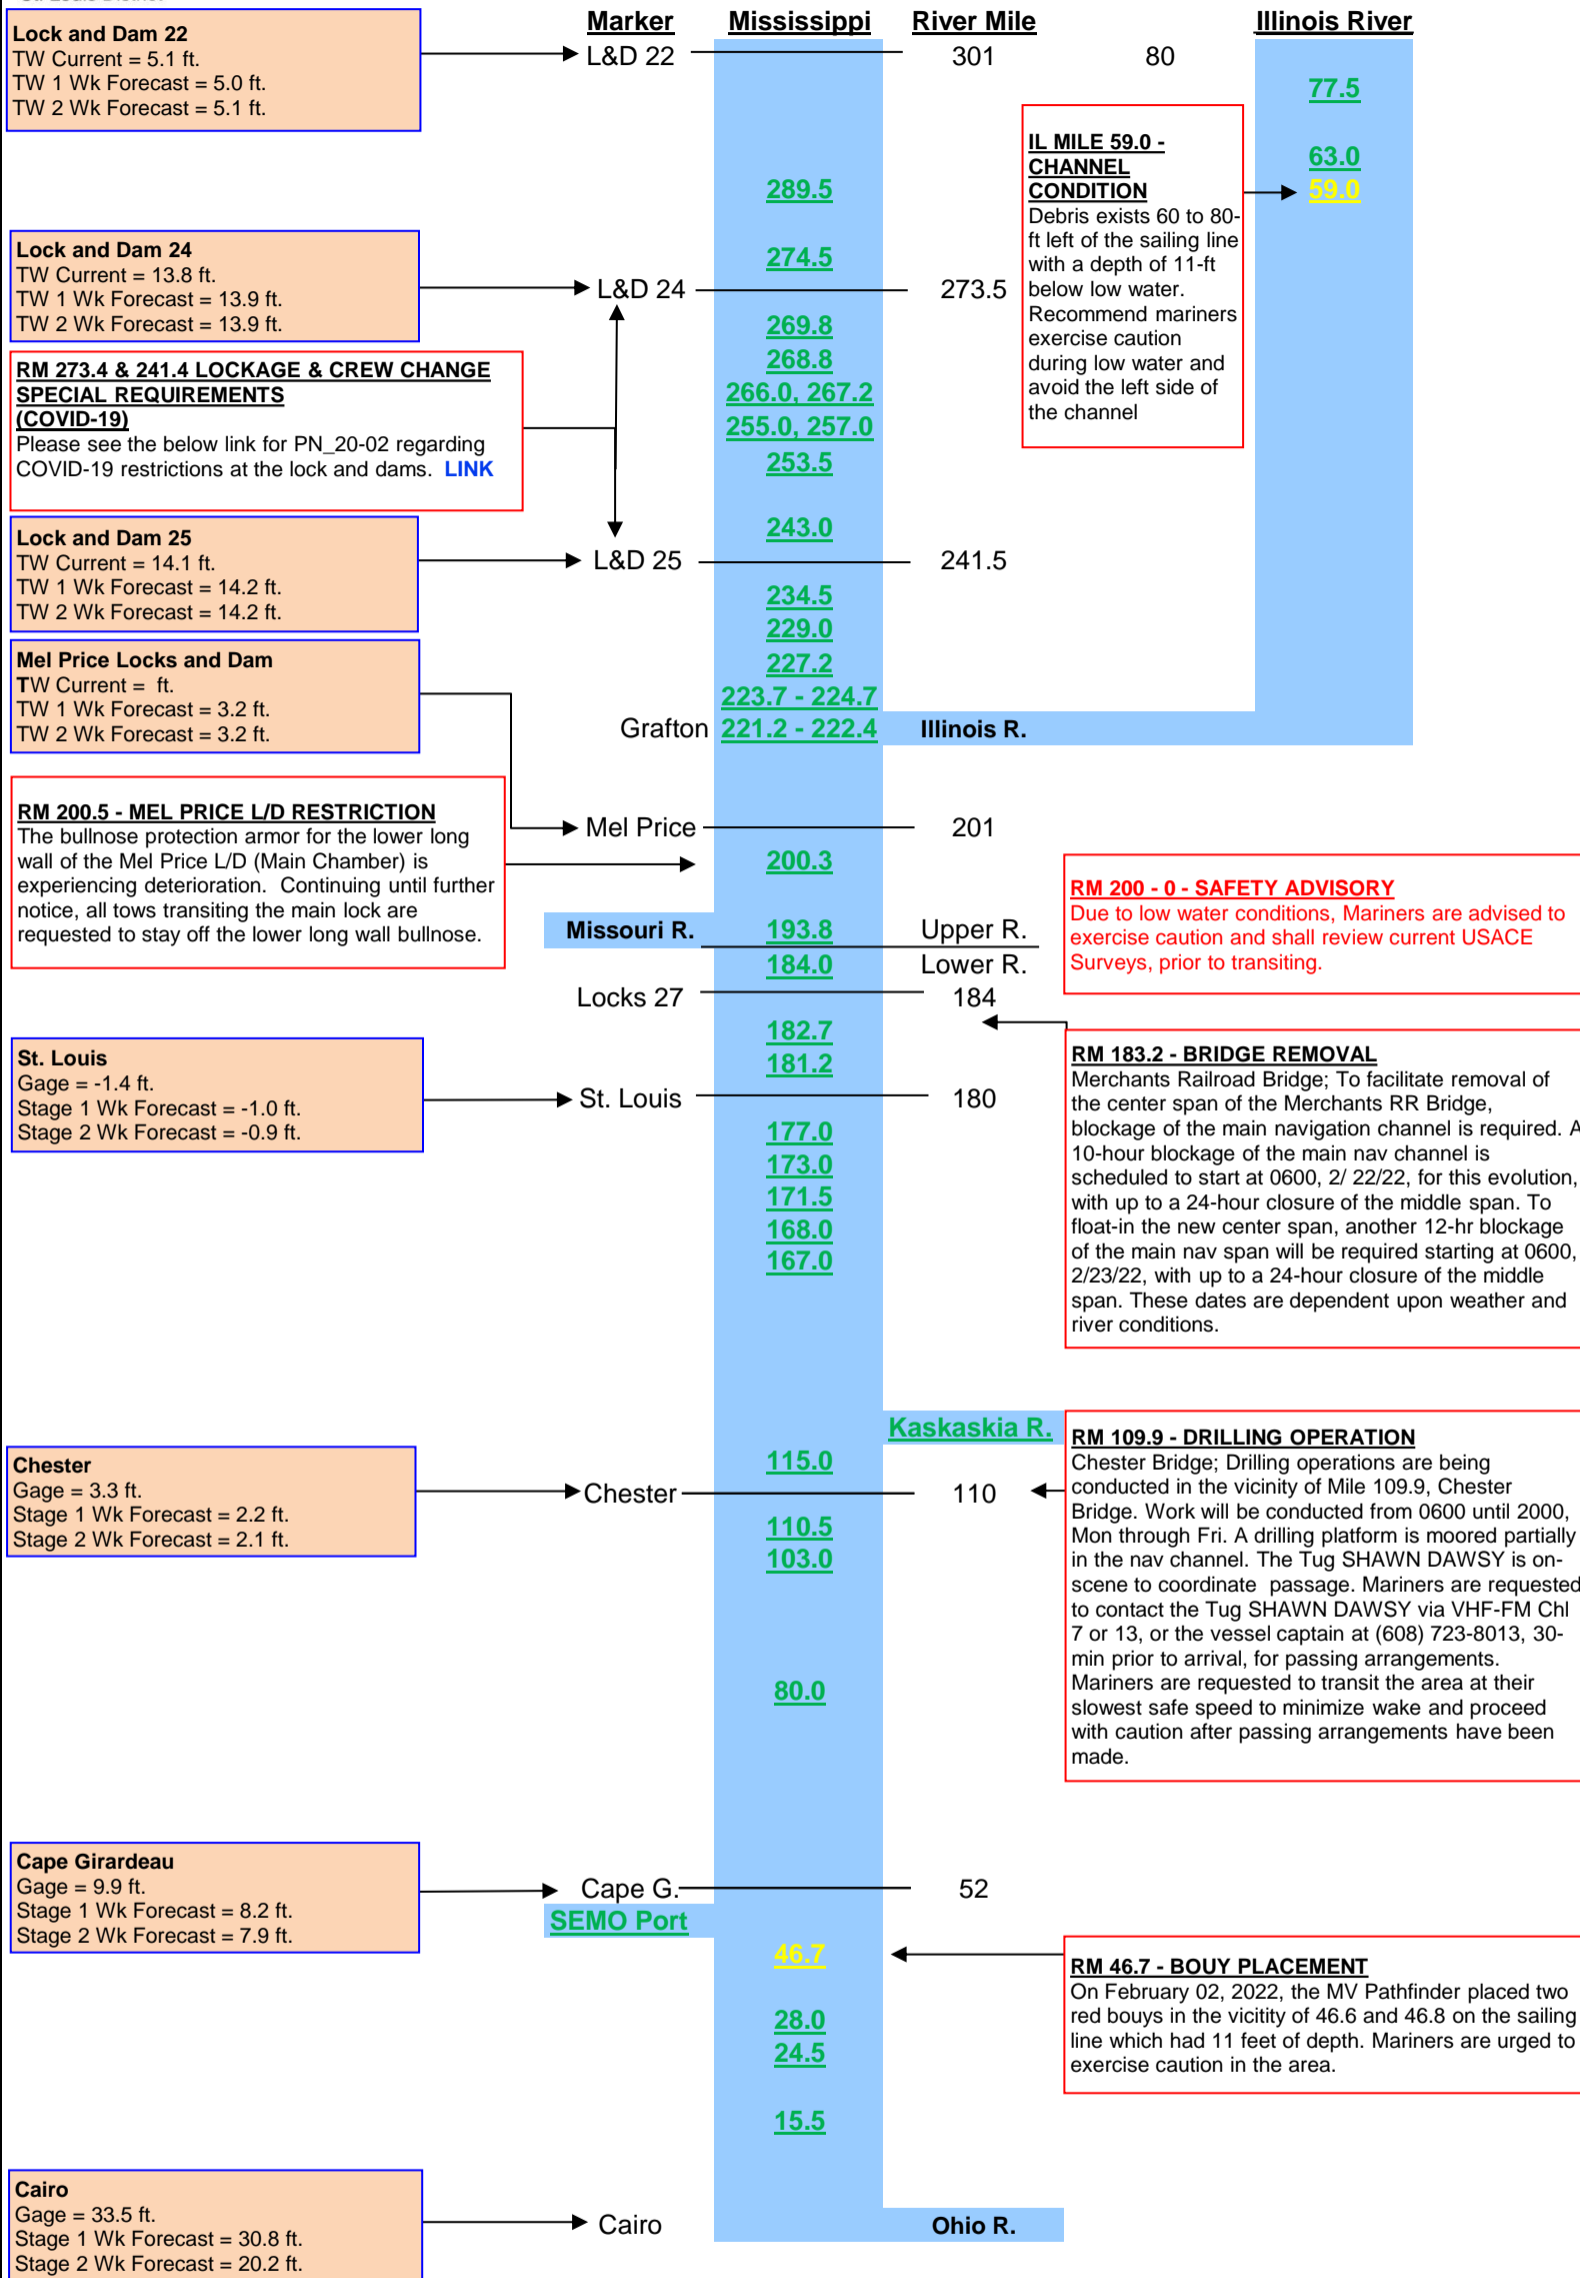 Marker Mississippi River Mile Illinois River
Lock and Dam 22
TW Current = 5.1 ft.
TW 1 Wk Forecast = 5.0 ft.
TW 2 Wk Forecast = 5.1 ft.
L&D 22 301 80
77.5
63.0
59.0
IL MILE 59.0 -
CHANNEL
CONDITION
Debris exists 60 to 80-
ft left of the sailing line
with a depth of 11-ft
below low water.
Recommend mariners
exercise caution
during low water and
avoid the left side of
the channel
289.5
274.5
Lock and Dam 24
TW Current = 13.8 ft.
TW 1 Wk Forecast = 13.9 ft.
TW 2 Wk Forecast = 13.9 ft.
L&D 24 273.5
269.8
268.8
266.0, 267.2
255.0, 257.0
253.5
243.0
RM 273.4 & 241.4 LOCKAGE & CREW CHANGE
SPECIAL REQUIREMENTS
(COVID-19)
Please see the below link for PN_20-02 regarding
COVID-19 restrictions at the lock and dams. LINK
Lock and Dam 25
TW Current = 14.1 ft.
TW 1 Wk Forecast = 14.2 ft.
TW 2 Wk Forecast = 14.2 ft.
L&D 25 241.5
234.5
229.0
227.2
223.7 - 224.7
Grafton 221.2 - 222.4 Illinois R.
Mel Price Locks and Dam
TW Current = ft.
TW 1 Wk Forecast = 3.2 ft.
TW 2 Wk Forecast = 3.2 ft.
Mel Price 201
200.3
RM 200.5 - MEL PRICE L/D RESTRICTION
The bullnose protection armor for the lower long
wall of the Mel Price L/D (Main Chamber) is
experiencing deterioration. Continuing until further
notice, all tows transiting the main lock are
requested to stay off the lower long wall bullnose.
RM 200 - 0 - SAFETY ADVISORY
Due to low water conditions, Mariners are advised to
exercise caution and shall review current USACE
Surveys, prior to transiting.
Missouri R. 193.8 Upper R.
184.0 Lower R.
Locks 27 184
182.7
181.2
RM 183.2 - BRIDGE REMOVAL
Merchants Railroad Bridge; To facilitate removal of
the center span of the Merchants RR Bridge,
blockage of the main navigation channel is required. A
10-hour blockage of the main nav channel is
scheduled to start at 0600, 2/ 22/22, for this evolution,
with up to a 24-hour closure of the middle span. To
float-in the new center span, another 12-hr blockage
of the main nav span will be required starting at 0600,
2/23/22, with up to a 24-hour closure of the middle
span. These dates are dependent upon weather and
river conditions.
St. Louis
Gage = -1.4 ft.
Stage 1 Wk Forecast = -1.0 ft.
Stage 2 Wk Forecast = -0.9 ft.
St. Louis 180
177.0
173.0
171.5
168.0
167.0
Kaskaskia R.
115.0
Chester
Gage = 3.3 ft.
Stage 1 Wk Forecast = 2.2 ft.
Stage 2 Wk Forecast = 2.1 ft.
Chester 110
110.5
103.0
80.0
RM 109.9 - DRILLING OPERATION
Chester Bridge; Drilling operations are being
conducted in the vicinity of Mile 109.9, Chester
Bridge. Work will be conducted from 0600 until 2000,
Mon through Fri. A drilling platform is moored partially
in the nav channel. The Tug SHAWN DAWSY is on-
scene to coordinate passage. Mariners are requested
to contact the Tug SHAWN DAWSY via VHF-FM Chl
7 or 13, or the vessel captain at (608) 723-8013, 30-
min prior to arrival, for passing arrangements.
Mariners are requested to transit the area at their
slowest safe speed to minimize wake and proceed
with caution after passing arrangements have been
made.
Cape Girardeau
Gage = 9.9 ft.
Stage 1 Wk Forecast = 8.2 ft.
Stage 2 Wk Forecast = 7.9 ft.
Cape G. 52
SEMO Port
46.7
28.0
24.5
15.5
RM 46.7 - BOUY PLACEMENT
On February 02, 2022, the MV Pathfinder placed two
red bouys in the vicitity of 46.6 and 46.8 on the sailing
line which had 11 feet of depth. Mariners are urged to
exercise caution in the area.
Cairo
Gage = 33.5 ft.
Stage 1 Wk Forecast = 30.8 ft.
Stage 2 Wk Forecast = 20.2 ft.
Cairo Ohio R.